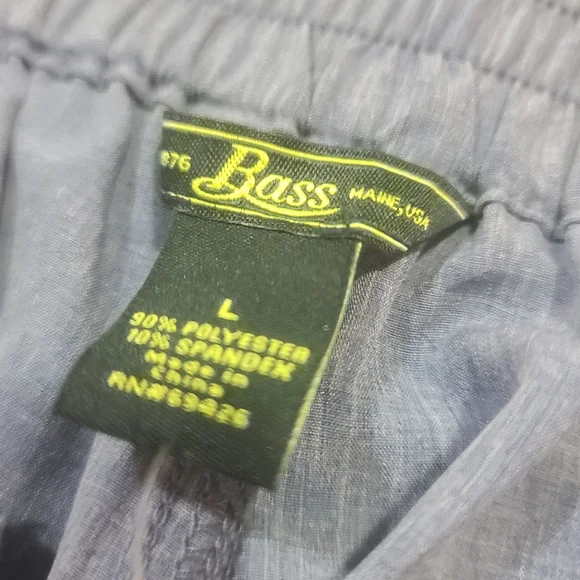 876 Bass MAINE, USA
L
90% POLYESTER
10% SPANDEX
Made in
China
RN#69426